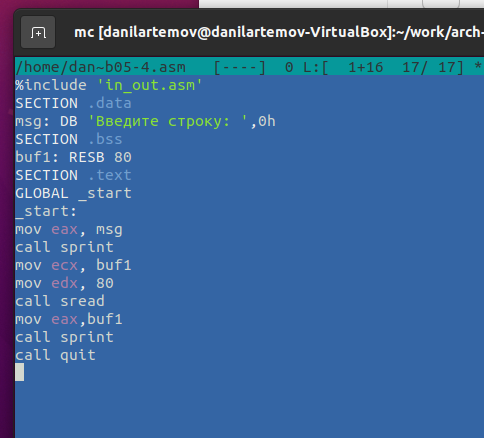 mc [danilartemov@danilartemov-VirtualBox]:~/work/arch-
/home/dan~b05-4.asm   [----]  0 L:[  1+16  17/ 17] *
%include 'in_out.asm'
SECTION .data
msg: DB 'Введите строку: ',0h
SECTION .bss
buf1: RESB 80
SECTION .text
GLOBAL _start
_start:
mov eax, msg
call sprint
mov ecx, buf1
mov edx, 80
call sread
mov eax,buf1
call sprint
call quit